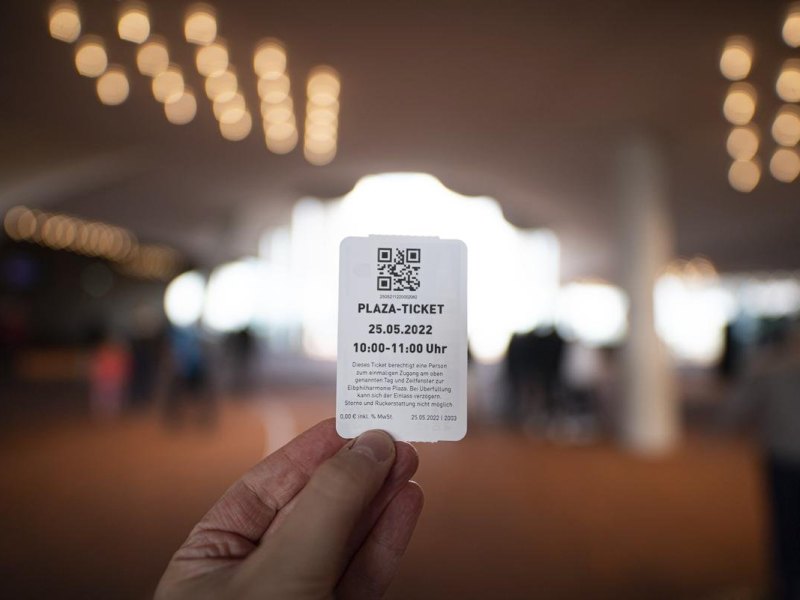 PLAZA-TICKET
25.05.2022
10:00-11:00 Uhr
Dieses Ticket berechtigt eine Person
zum einmaligen Zugang am oben
genannten Tag und Zeitfenster zur
Elbphilharmonie Plaza. Bei Überfüllung
kann sich der Einlass verzögern.
Storno und Rückerstattung nicht möglich.
0,00 € inkl. % MwSt. 25.05.2022 | 2003